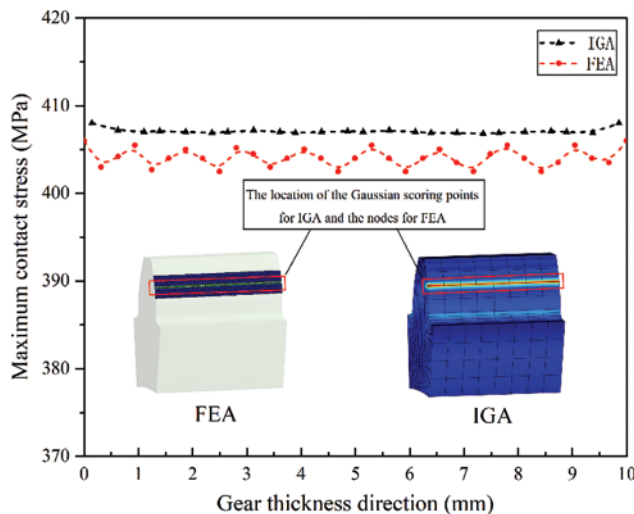 420
410
400
390
380
370
Maximum contact stress (MPa)
IGA
FEA
The location of the Gaussian scoring points
for IGA and the nodes for FEA
FEA
IGA
0 1 2 3 4 5 6 7 8 9 10
Gear thickness direction (mm)